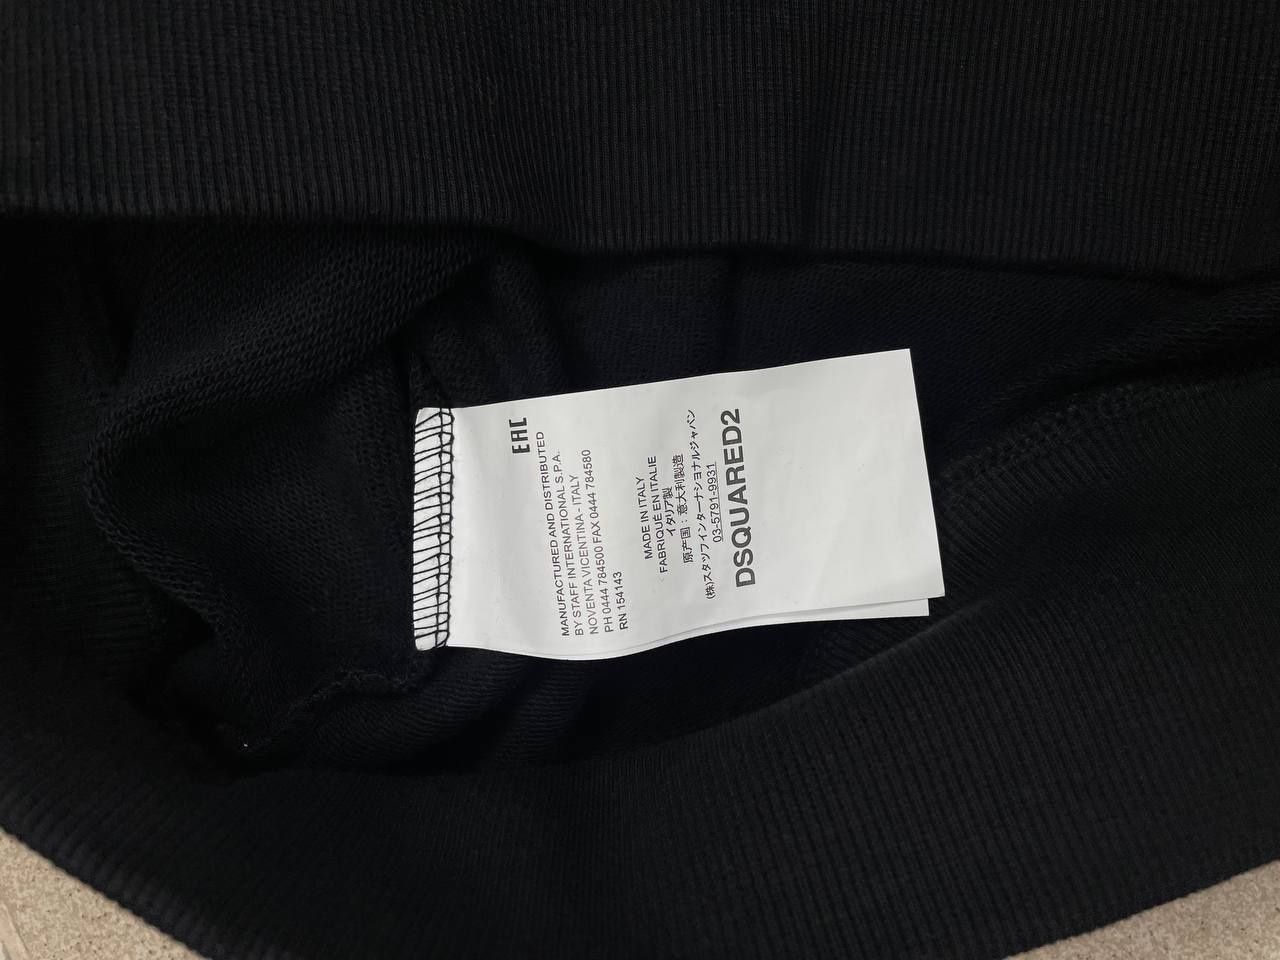 EAC
MANUFACTURED AND DISTRIBUTED
BY STAFF INTERNATIONAL S.P.A.
NOVENTA VICENTINA - ITALY
PH 0444 784500 FAX 0444 784580
RN 154143
MADE IN ITALY
FABRIQUÉ EN ITALIE
イタリア製
原产国：意大利制造
(株)スタッフインターナショナルジャパン
03-5791-9931
DSQUARED2